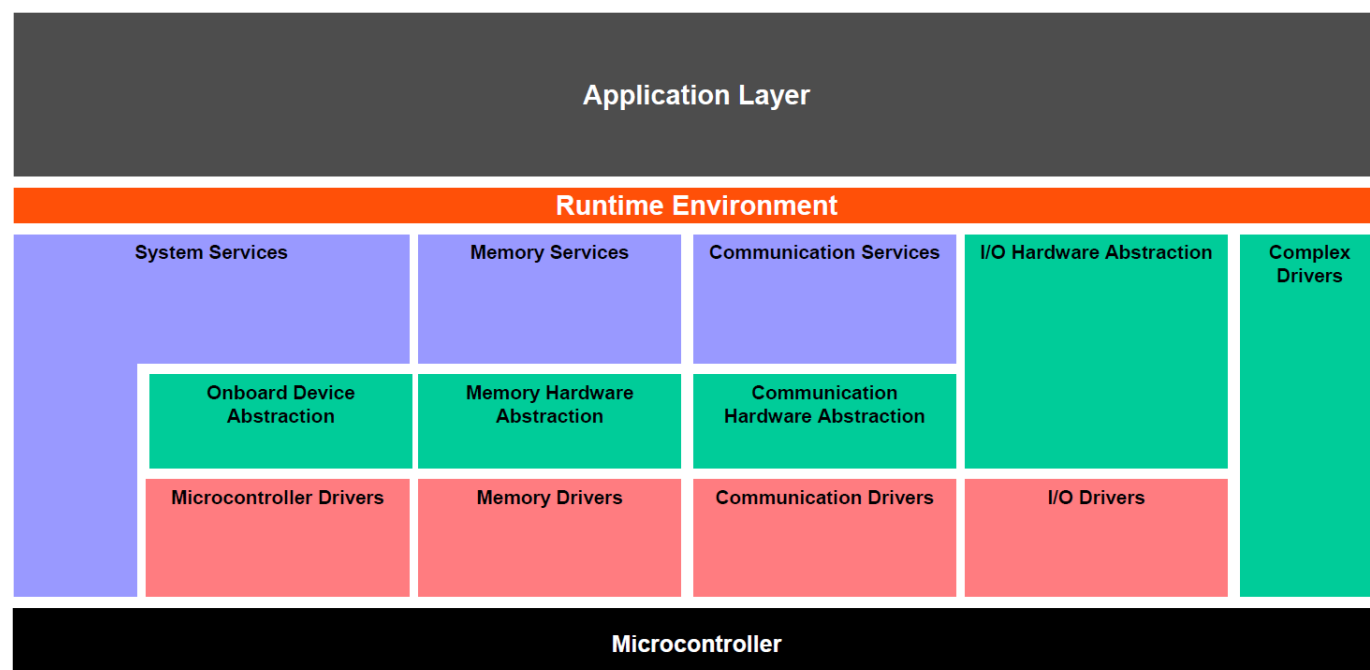 Application Layer
Runtime Environment
System Services
Memory Services
Communication Services
I/O Hardware Abstraction
Complex
Drivers
Onboard Device
Abstraction
Memory Hardware
Abstraction
Communication
Hardware Abstraction
Microcontroller Drivers
Memory Drivers
Communication Drivers
I/O Drivers
Microcontroller